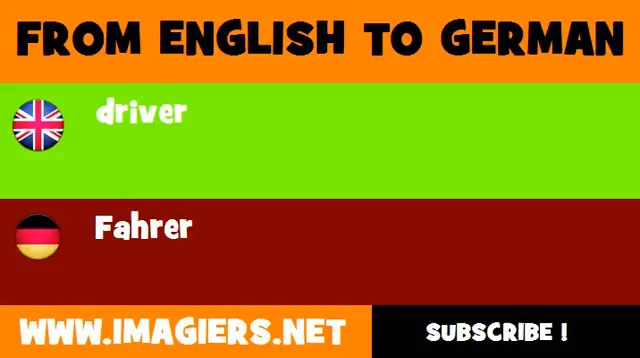 FROM ENGLISH TO GERMAN
driver
Fahrer
WWW.IMAGIERS.NET
SUBSCRIBE !